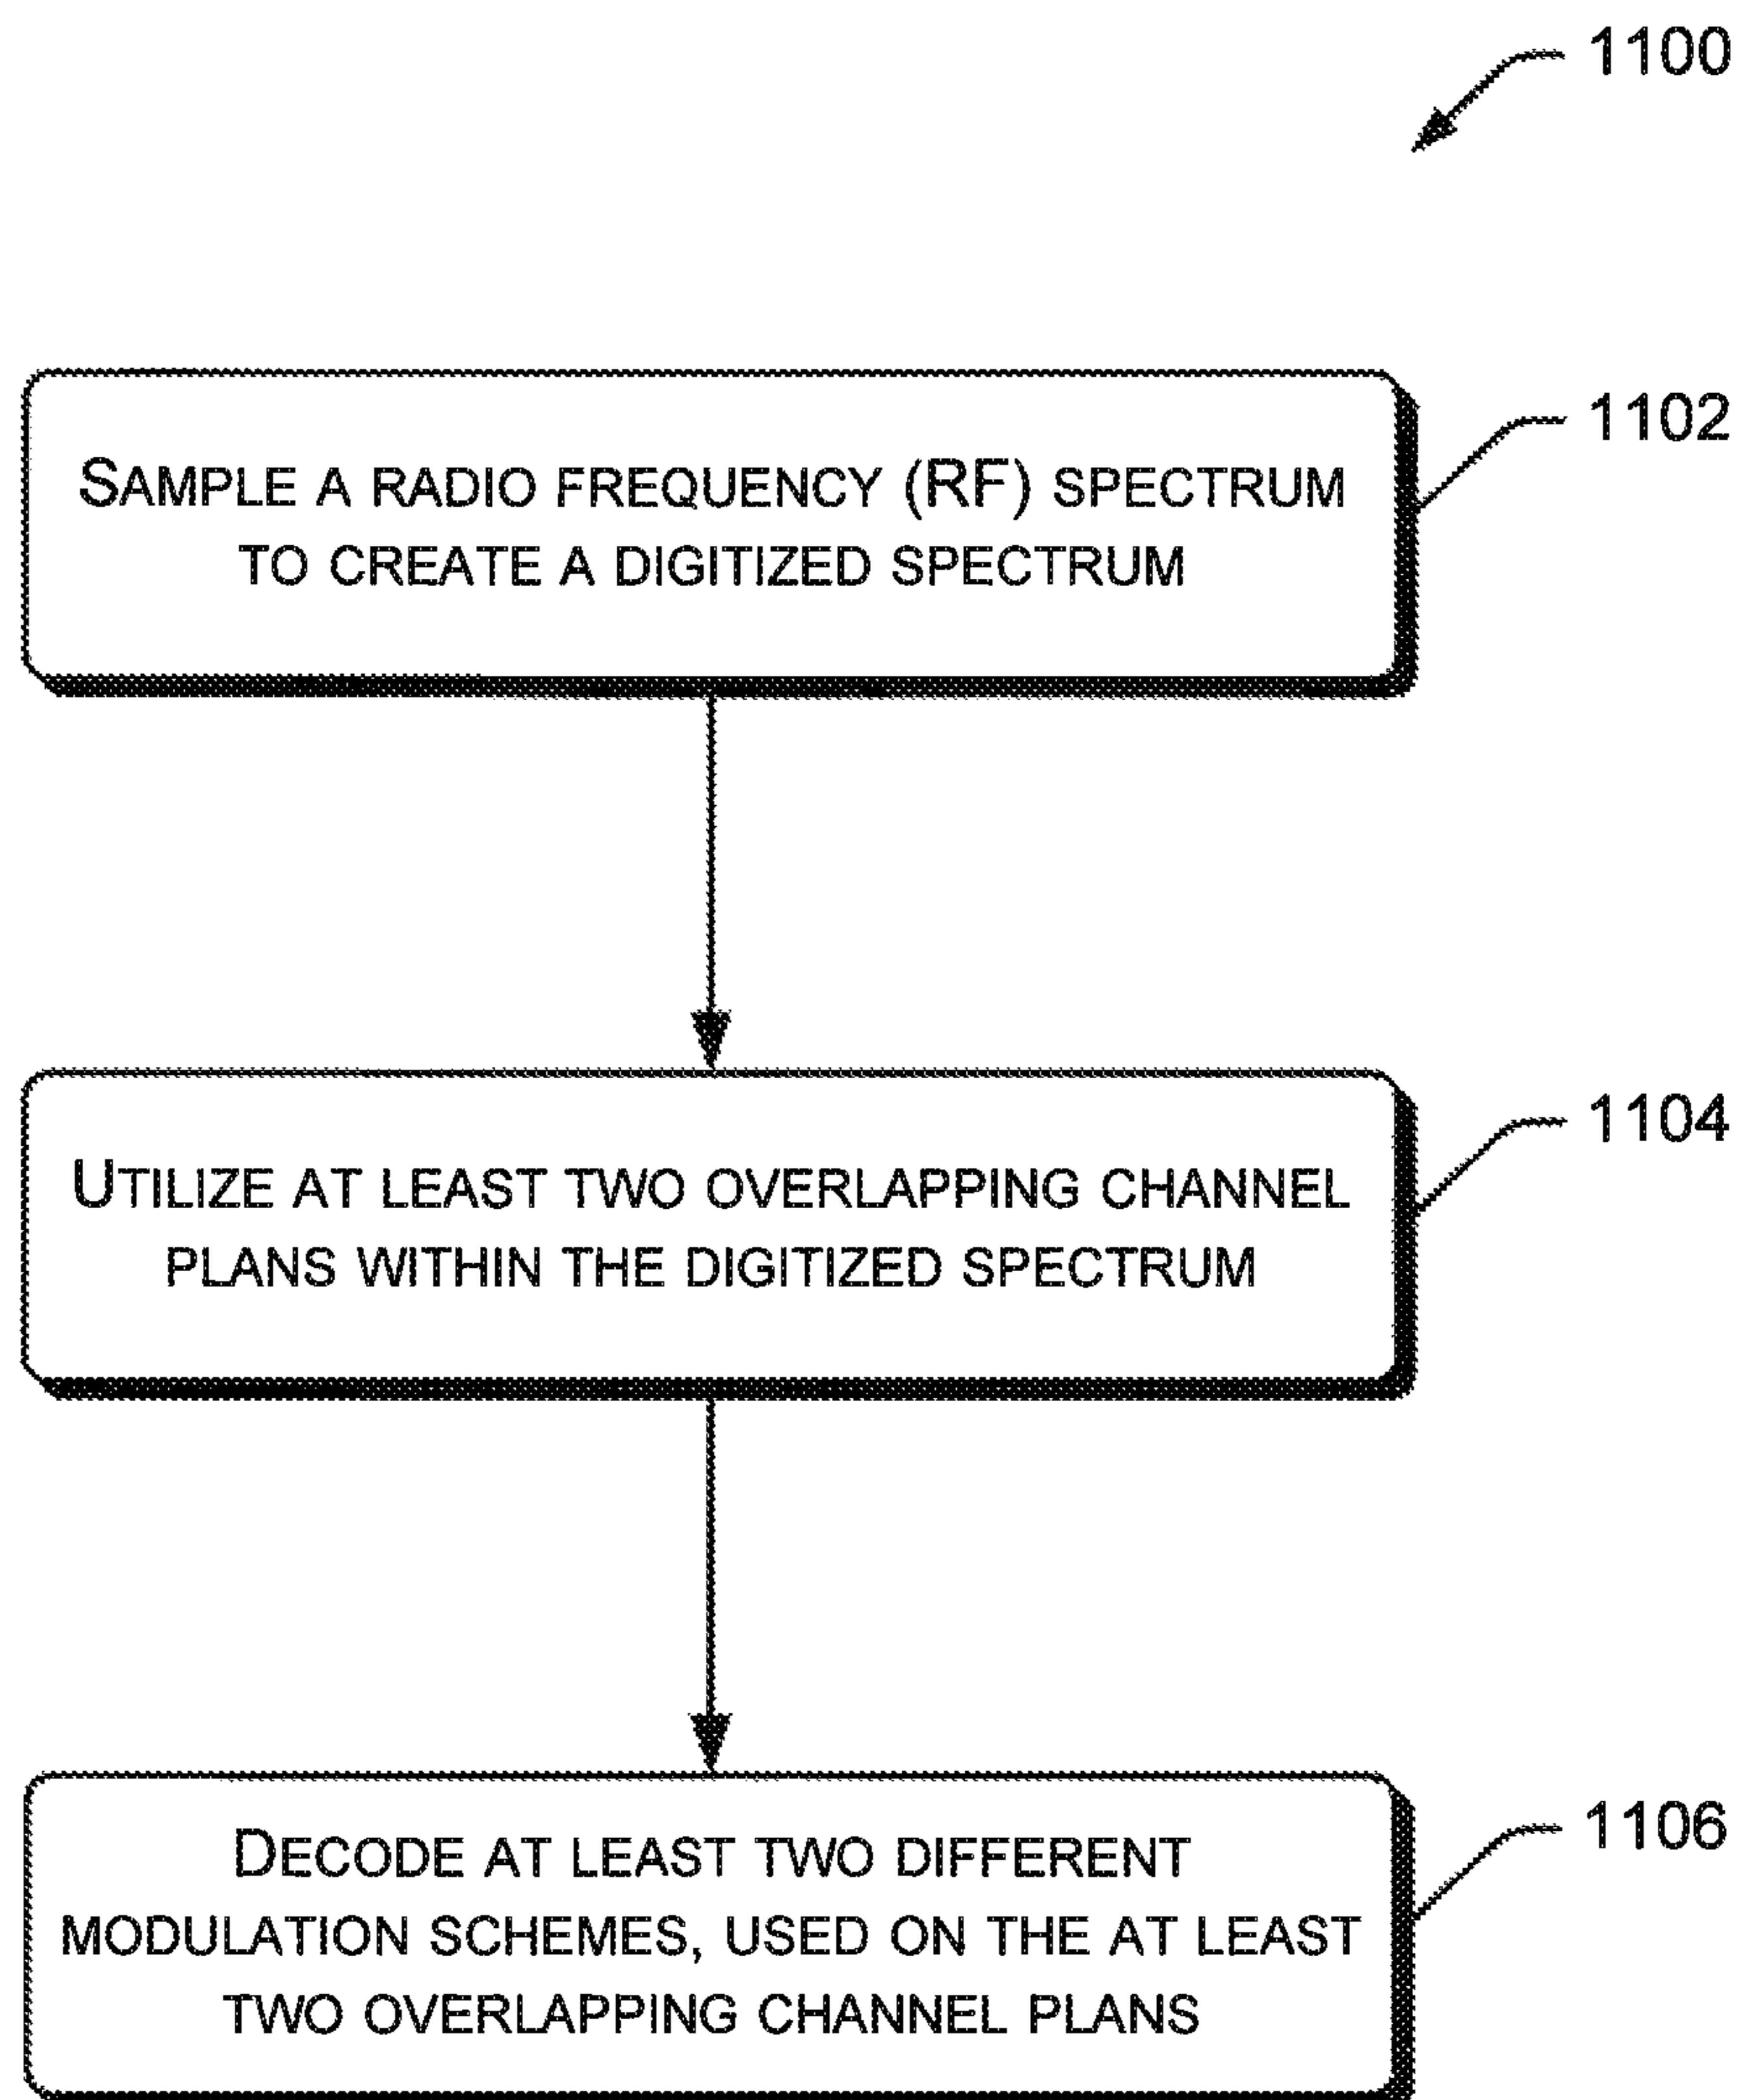 1100
SAMPLE A RADIO FREQUENCY (RF) SPECTRUM
TO CREATE A DIGITIZED SPECTRUM
1102
UTILIZE AT LEAST TWO OVERLAPPING CHANNEL
PLANS WITHIN THE DIGITIZED SPECTRUM
1104
DECODE AT LEAST TWO DIFFERENT
MODULATION SCHEMES, USED ON THE AT LEAST
TWO OVERLAPPING CHANNEL PLANS
1106